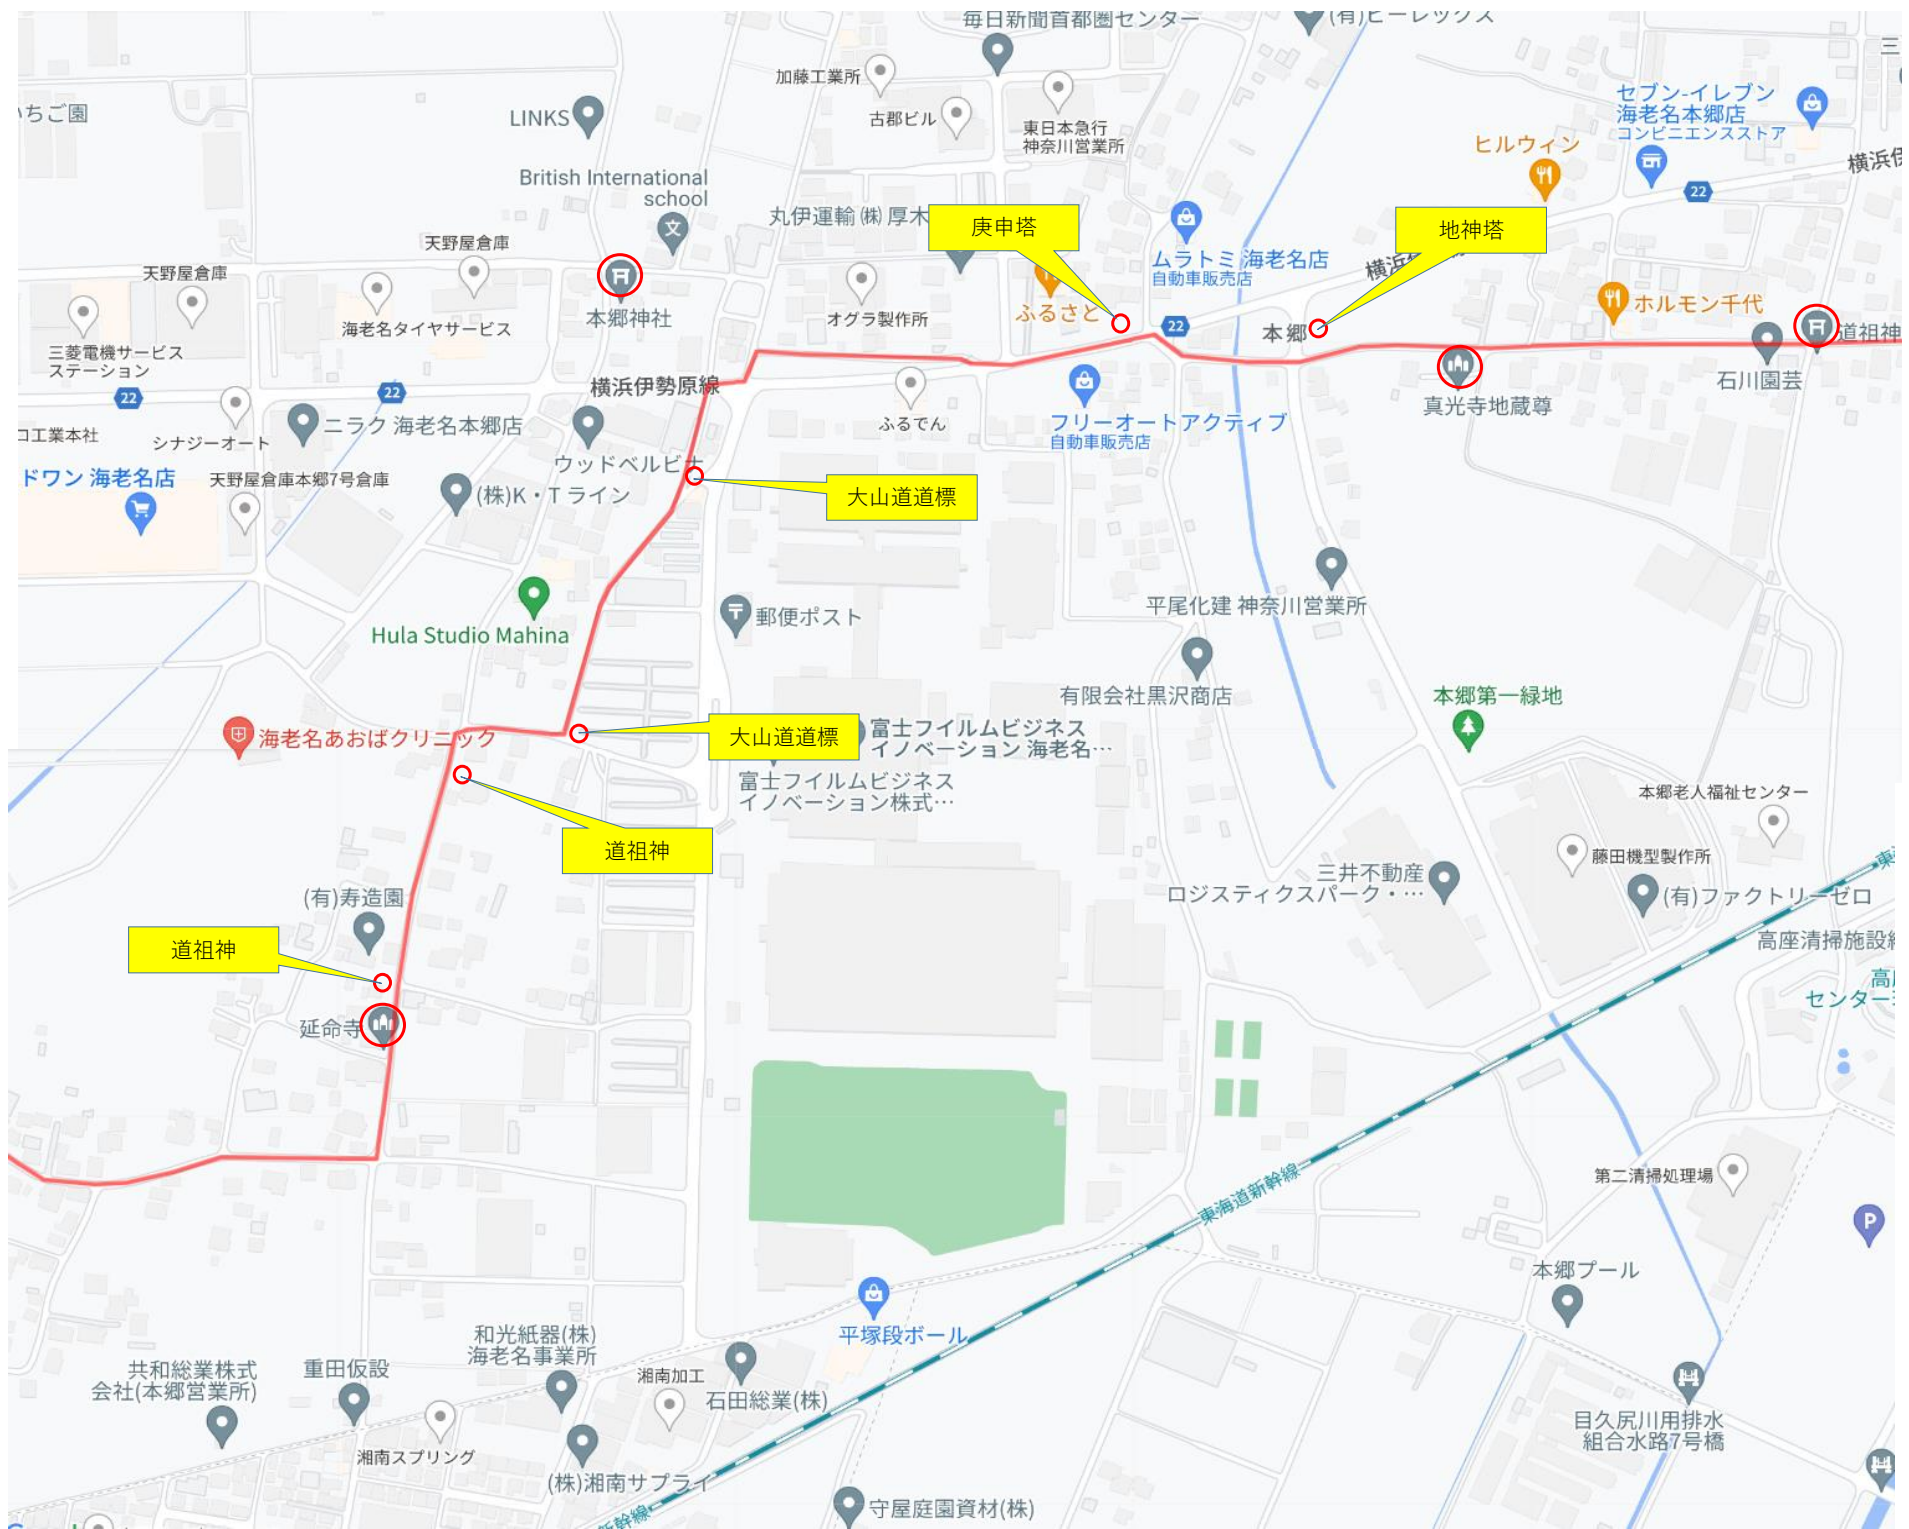 毎日新聞首都圏センター
(有)ビーレックス
加藤工業所
いちご園
LINKS
古郡ビル
東日本急行
神奈川営業所
セブン-イレブン
海老名本郷店
コンビニエンスストア
ヒルウィン
British International
school
22
丸伊運輸㈱厚木
庚申塔
地神塔
天野屋倉庫
天野屋倉庫
ムラトミ 海老名店
自動車販売店
本郷神社
オグラ製作所
ふるさと
22
本郷
ホルモン千代
道祖神
海老名タイヤサービス
三菱電機サービス
ステーション
22
22
横浜伊勢原線
石川園芸
真光寺地蔵尊
ふるでん
フリーオートアクティブ
自動車販売店
シナジーオート
ニラク 海老名本郷店
ウッドベルビナ
ドワン 海老名店
天野屋倉庫本郷7号倉庫
(株)K・T ライン
大山道道標
Hula Studio Mahina
郵便ポスト
平尾化建 神奈川営業所
有限会社黒沢商店
本郷第一緑地
海老名あおばクリニック
大山道道標
富士フイルムビジネス
イノベーション 海老名…
富士フイルムビジネス
イノベーション株式…
本郷老人福祉センター
道祖神
藤田機型製作所
三井不動産
ロジスティクスパーク・…
(有)ファクトリーゼロ
(有)寿造園
道祖神
高座清掃施設
センター
延命寺
東海道新幹線
第二清掃処理場
P
本郷プール
平塚段ボール
和光紙器(株)
海老名事業所
共和総業株式
会社(本郷営業所)
重田仮設
湘南加工
石田総業(株)
目久尻川用排水
組合水路7号橋
湘南スプリング
(株)湘南サプライ
守屋庭園資材(株)
新幹線